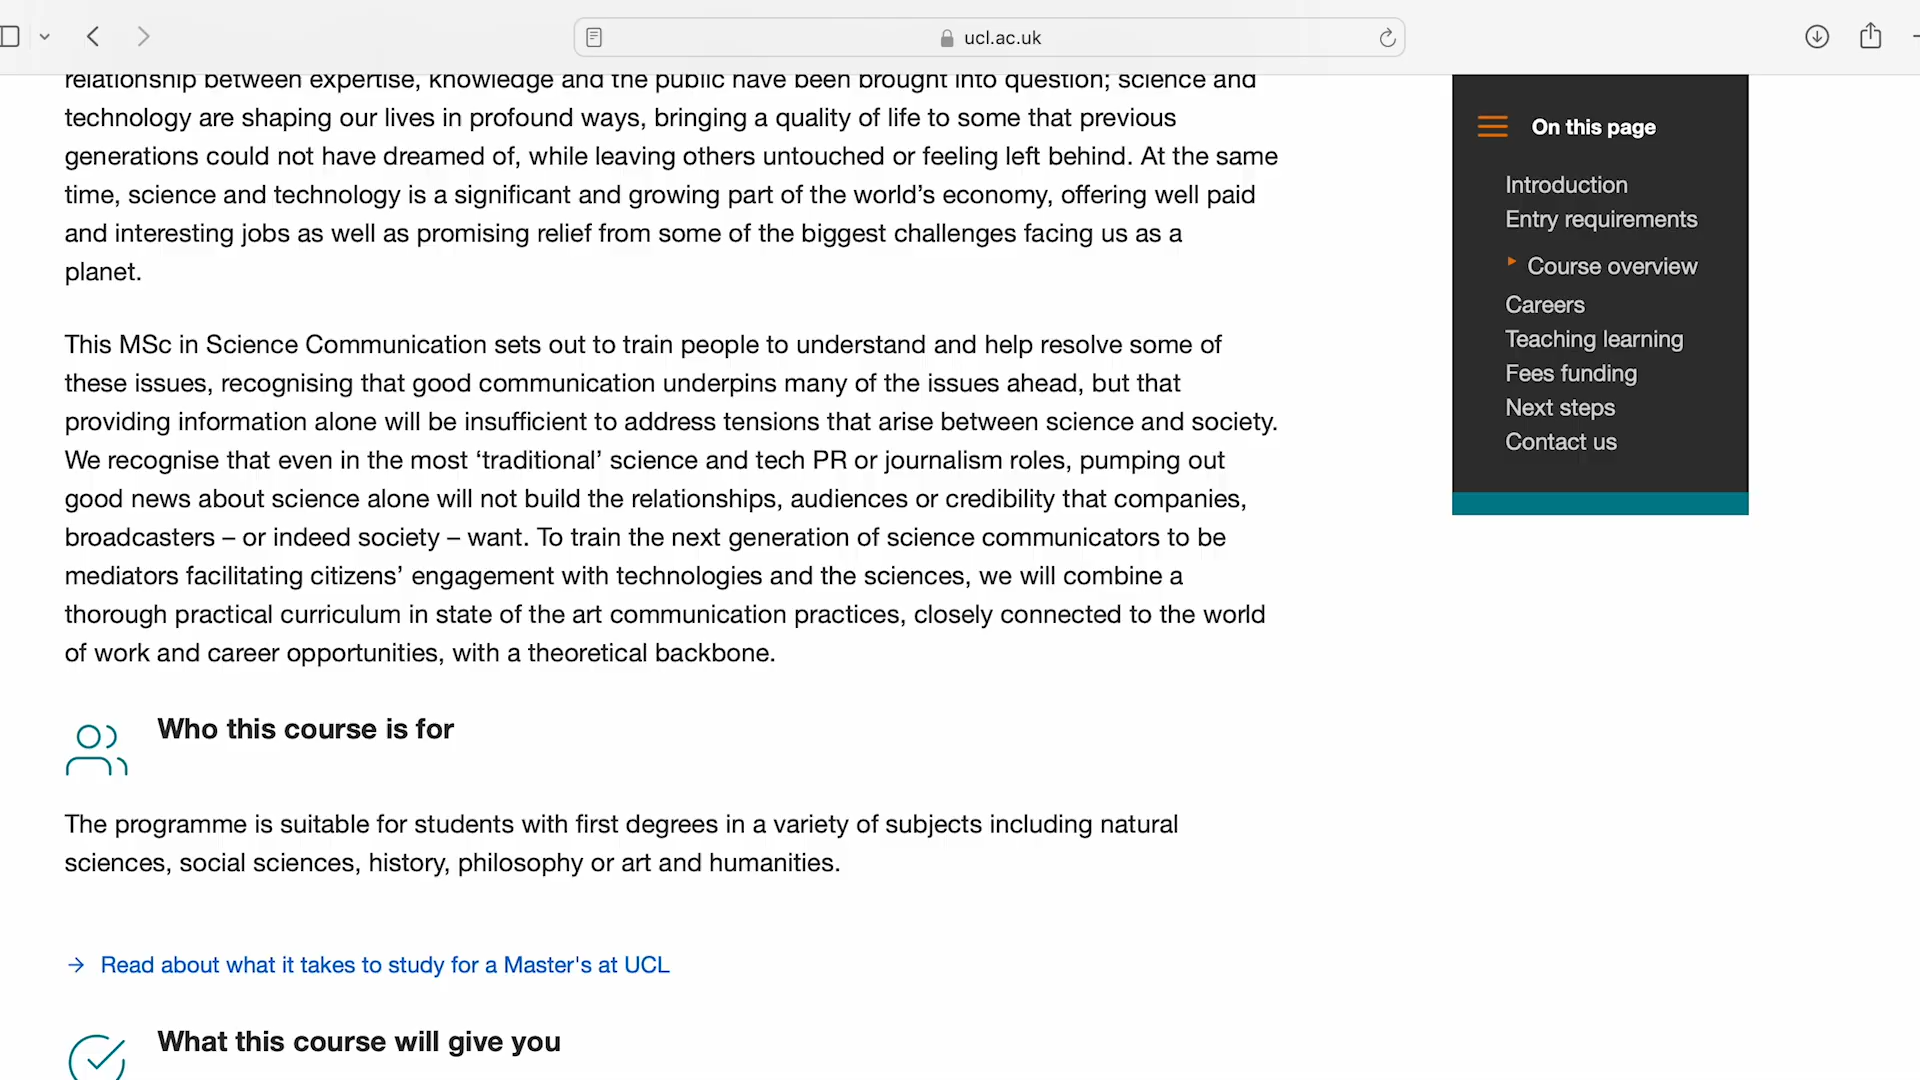 ucl.ac.uk
relationship between expertise, knowledge and the public have been brought into question; science and
technology are shaping our lives in profound ways, bringing a quality of life to some that previous
generations could not have dreamed of, while leaving others untouched or feeling left behind. At the same
time, science and technology is a significant and growing part of the world’s economy, offering well paid
and interesting jobs as well as promising relief from some of the biggest challenges facing us as a
planet.
This MSc in Science Communication sets out to train people to understand and help resolve some of
these issues, recognising that good communication underpins many of the issues ahead, but that
providing information alone will be insufficient to address tensions that arise between science and society.
We recognise that even in the most ‘traditional’ science and tech PR or journalism roles, pumping out
good news about science alone will not build the relationships, audiences or credibility that companies,
broadcasters – or indeed society – want. To train the next generation of science communicators to be
mediators facilitating citizens’ engagement with technologies and the sciences, we will combine a
thorough practical curriculum in state of the art communication practices, closely connected to the world
of work and career opportunities, with a theoretical backbone.
Who this course is for
The programme is suitable for students with first degrees in a variety of subjects including natural
sciences, social sciences, history, philosophy or art and humanities.
Read about what it takes to study for a Master's at UCL
What this course will give you
On this page
Introduction
Entry requirements
Course overview
Careers
Teaching learning
Fees funding
Next steps
Contact us